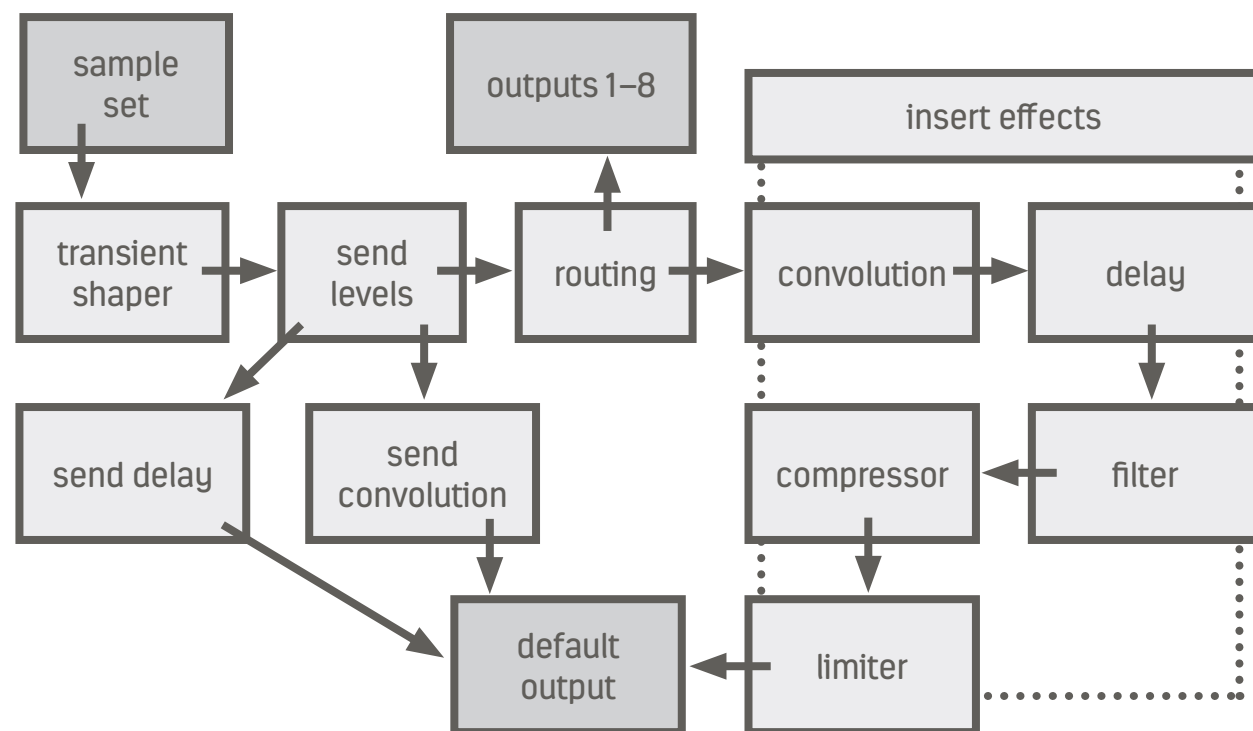 sample
set
outputs 1–8
insert effects
transient
shaper
send
levels
routing
convolution
delay
send delay
send
convolution
compressor
filter
default
output
limiter